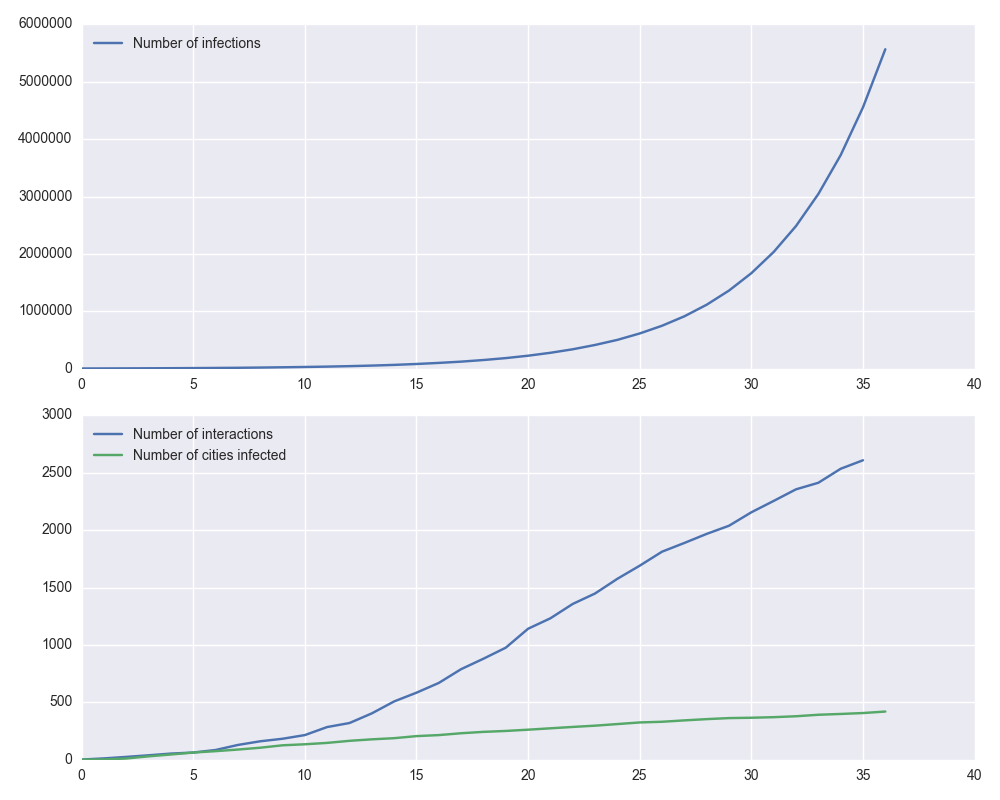 6000000
Number of infections
5000000
4000000
3000000
2000000
1000000
0
0 5 10 15 20 25 30 35 40
3000
Number of interactions
Number of cities infected
2500
2000
1500
1000
500
0
0 5 10 15 20 25 30 35 40